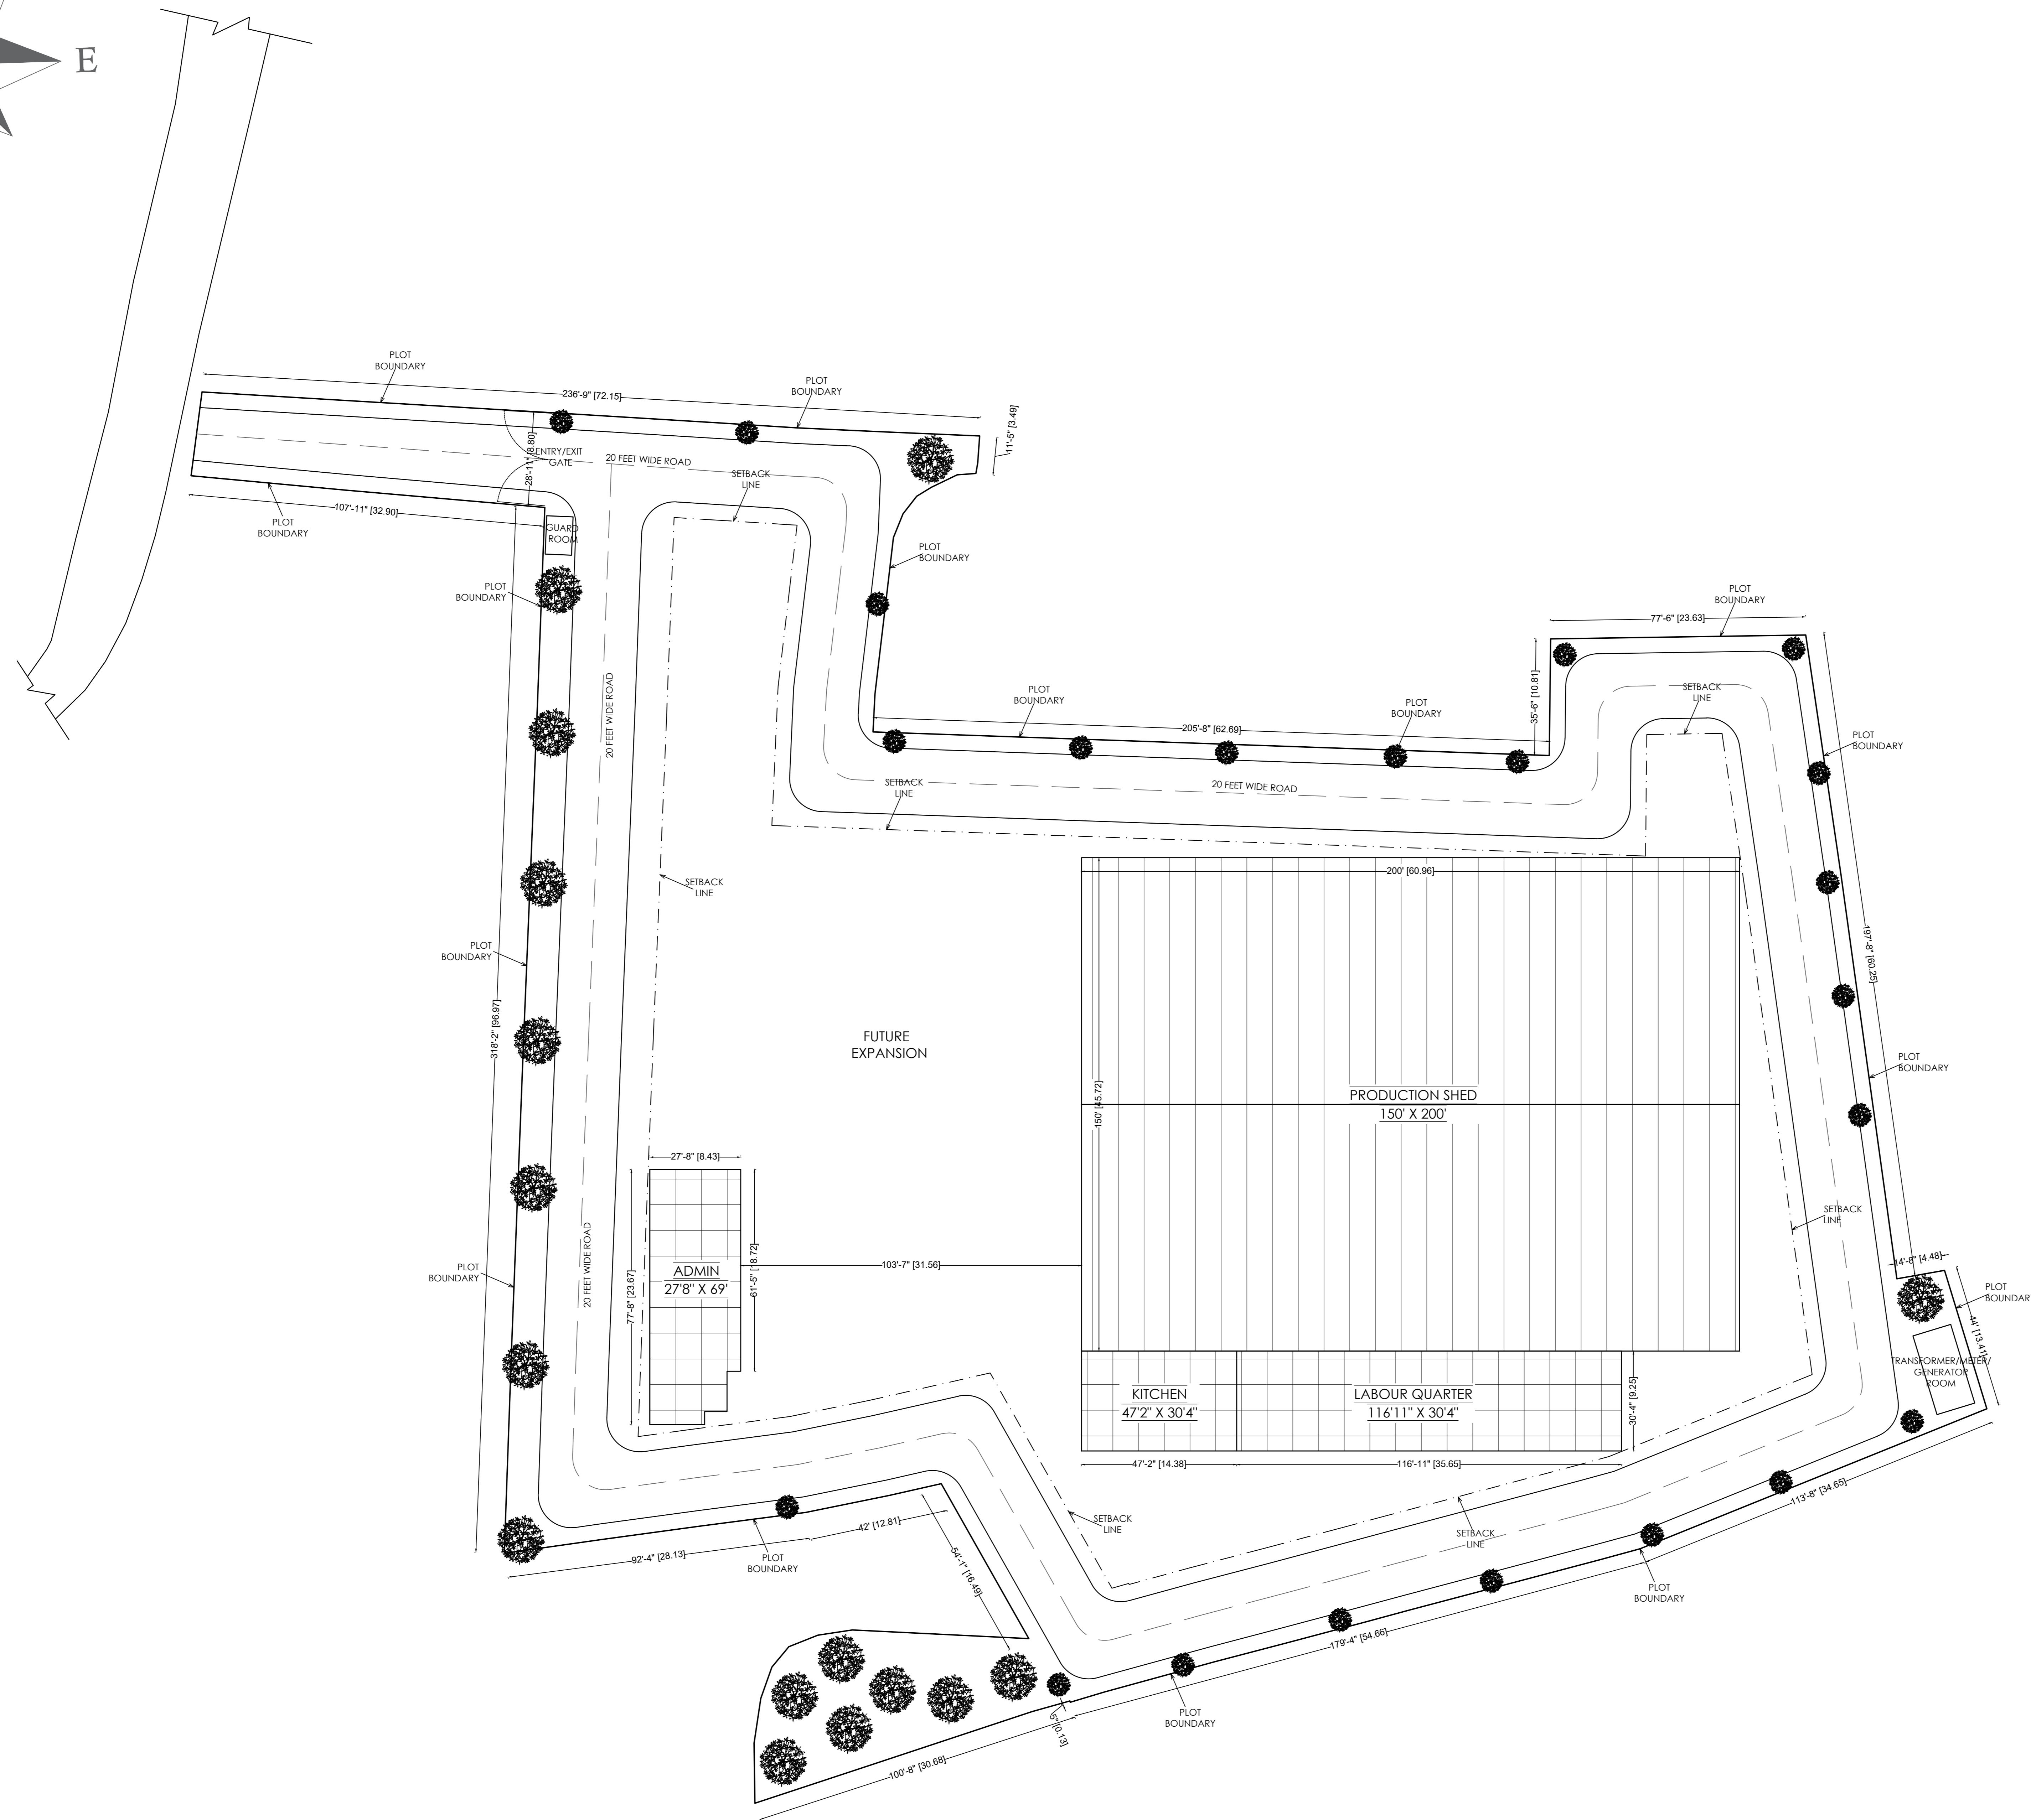 E
PLOT
BOUNDARY
236'-9" [72.15]
PLOT
BOUNDARY
11'-5" [3.49]
28'-11" [8.80]
ENTRY/EXIT
GATE
20 FEET WIDE ROAD
SETBACK
LINE
107'-11" [32.90]
PLOT
BOUNDARY
GUARD
ROOM
PLOT
BOUNDARY
PLOT
BOUNDARY
PLOT
BOUNDARY
77'-6" [23.63]
35'-6" [10.81]
SETBACK
LINE
PLOT
BOUNDARY
PLOT
BOUNDARY
205'-8" [62.69]
20 FEET WIDE ROAD
PLOT
BOUNDARY
SETBACK
LINE
20 FEET WIDE ROAD
SETBACK
LINE
200' [60.96]
197'-8" [60.25]
PLOT
BOUNDARY
318'-2" [96.97]
FUTURE
EXPANSION
150' [45.72]
PRODUCTION SHED
150' X 200'
PLOT
BOUNDARY
27'-8" [8.43]
SETBACK
LINE
PLOT
BOUNDARY
20 FEET WIDE ROAD
77'-8" [23.67]
ADMIN
27'8" X 69'
61'-5" [18.72]
103'-7" [31.56]
14'-8" [4.48]
PLOT
BOUNDAR
44' [13.41]
TRANSFORMER/METER/
GENERATOR
ROOM
KITCHEN
47'2" X 30'4"
LABOUR QUARTER
116'11" X 30'4"
30'-4" [9.25]
47'-2" [14.38]
116'-11" [35.65]
113'-8" [34.65]
SETBACK
LINE
SETBACK
LINE
42' [12.81]
92'-4" [28.13]
PLOT
BOUNDARY
54'-1" [16.49]
PLOT
BOUNDARY
179'-4" [54.66]
PLOT
BOUNDARY
5" [0.13]
100'-8" [30.68]